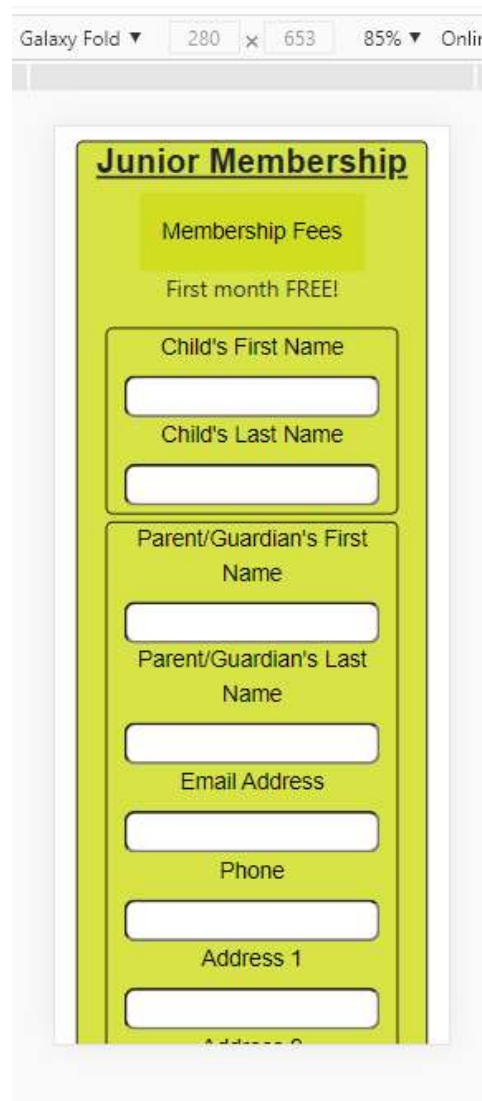 Galaxy Fold ▼ 280 × 653 85% ▼
Junior Membership
Membership Fees
First month FREE!
Child's First Name
Child's Last Name
Parent/Guardian's First
Name
Parent/Guardian's Last
Name
Email Address
Phone
Address 1